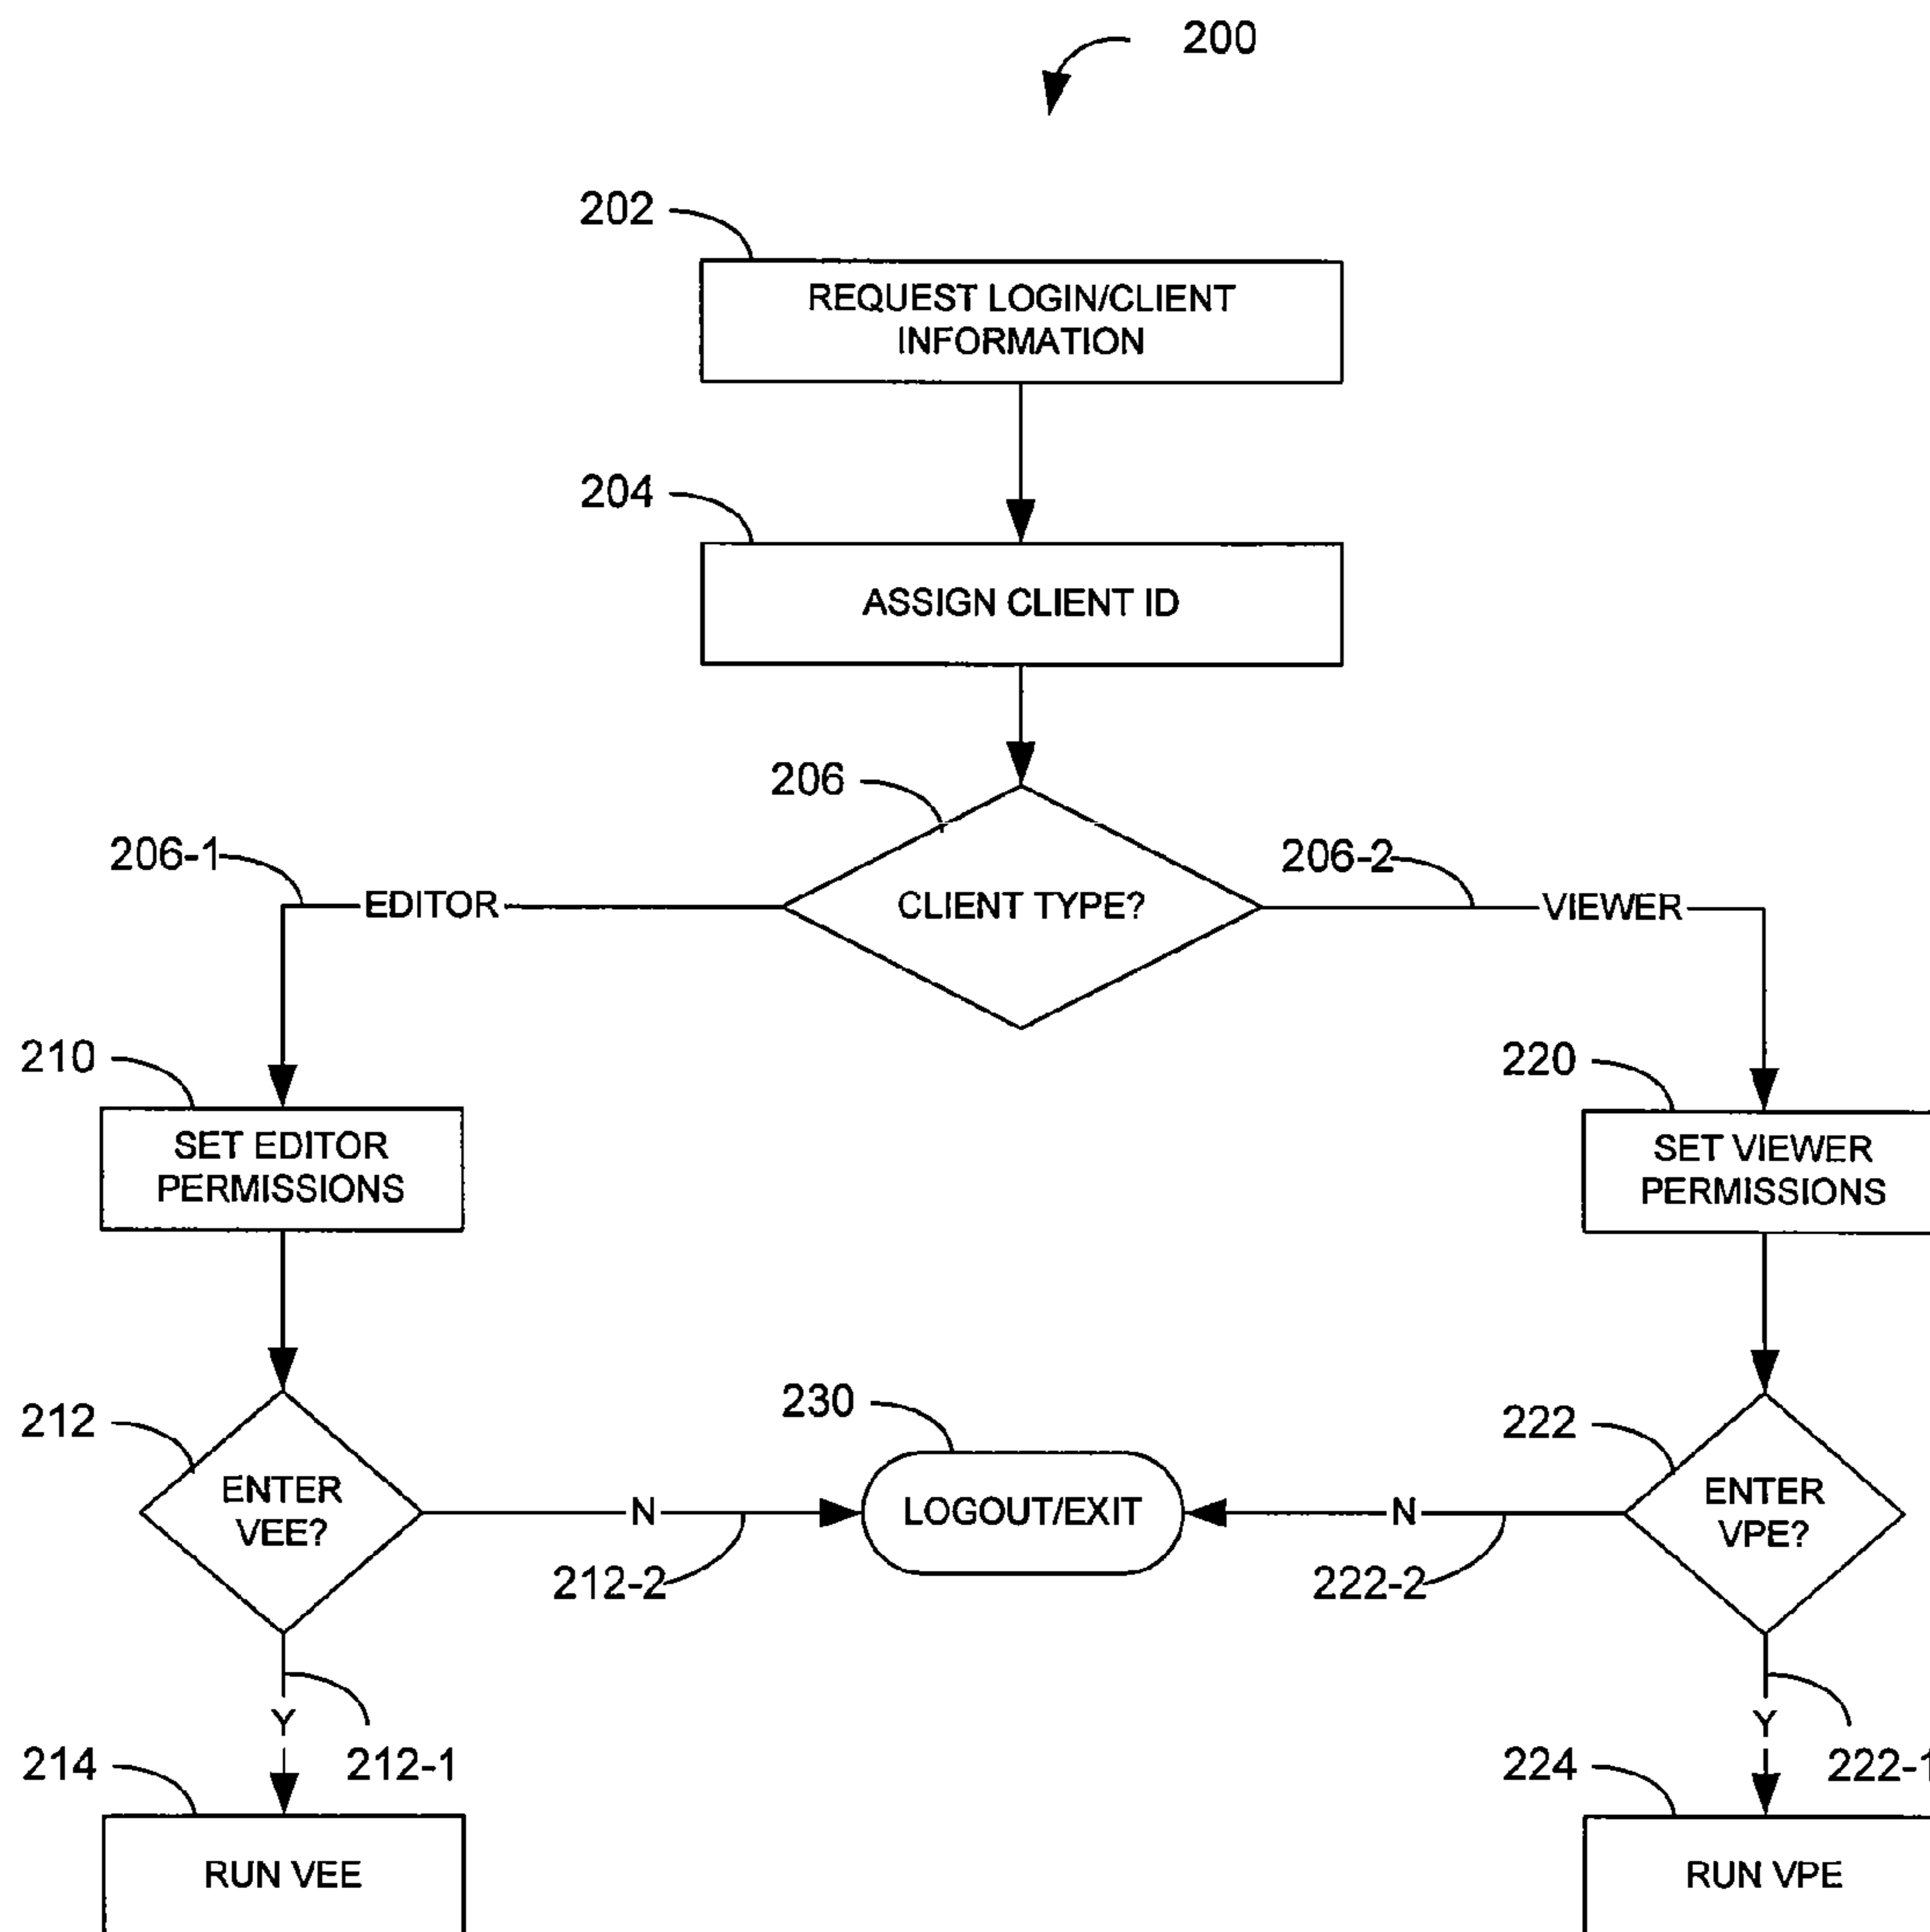 200
202
REQUEST LOGIN/CLIENT
INFORMATION
204
ASSIGN CLIENT ID
206
206-1
206-2
EDITOR
CLIENT TYPE?
VIEWER
210
220
SET EDITOR
PERMISSIONS
SET VIEWER
PERMISSIONS
212
230
222
ENTER
VEE?
N
LOGOUT/EXIT
N
ENTER
VPE?
212-2
222-2
Y
Y
214
212-1
224
222-1
RUN VEE
RUN VPE